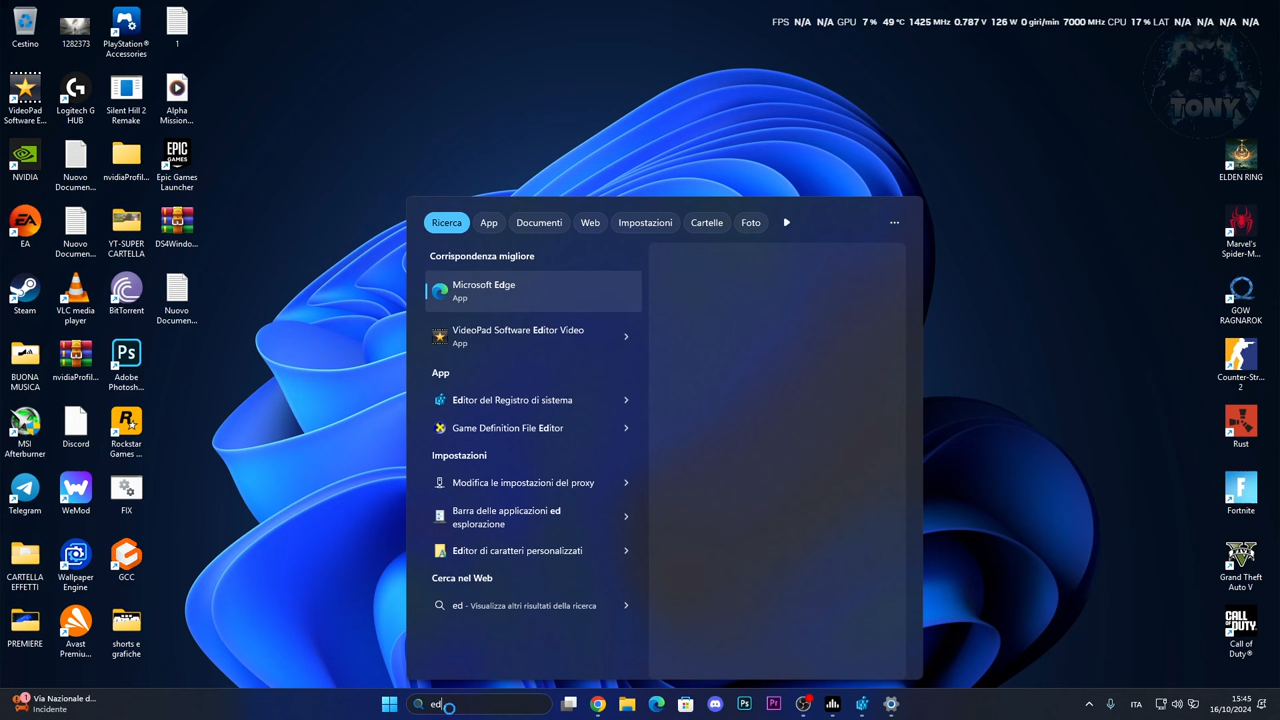 FPS N/A N/A GPU 7 % 49 °C 1425 MHz 0.787 V 126 W 0 giri/min 7000 MHz CPU 17 % LAT N/A N/A N/A N/A
TONY
Cestino
1282373
PlayStation®
Accessories
1
VideoPad
Software E...
Logitech G
HUB
Silent Hill 2
Remake
Alpha
Mission...
NVIDIA
Nuovo
Documen...
nvidiaProfil...
EPIC
GAMES
Epic Games
Launcher
EA
Nuovo
Documen...
YT-SUPER
CARTELLA
DS4Windo...
Steam
VLC media
player
BitTorrent
Nuovo
Documen...
BUONA
MUSICA
nvidiaProfil...
Adobe
Photosh...
MSI
Afterburner
Discord
Rockstar
Games ...
Telegram
WeMod
FIX
CARTELLA
EFFETTI
Wallpaper
Engine
GCC
PREMIERE
Avast
Premiu...
shorts e
grafiche
ELDEN RING
Marvel's
Spider-M...
GOW
RAGNAROK
Counter-Str...
2
Rust
Fortnite
Grand Theft
Auto V
CALL OF DUTY
Call of
Duty®
Ricerca
App
Documenti
Web
Impostazioni
Cartelle
Foto
Corrispondenza migliore
Microsoft Edge
App
VideoPad Software Editor Video
App
App
Editor del Registro di sistema
Game Definition File Editor
Impostazioni
Modifica le impostazioni del proxy
Barra delle applicazioni ed
esplorazione
Editor di caratteri personalizzati
Cerca nel Web
ed - Visualizza altri risultati della ricerca
1
Via Nazionale d...
Incidente
ed
ITA
15:45
16/10/2024